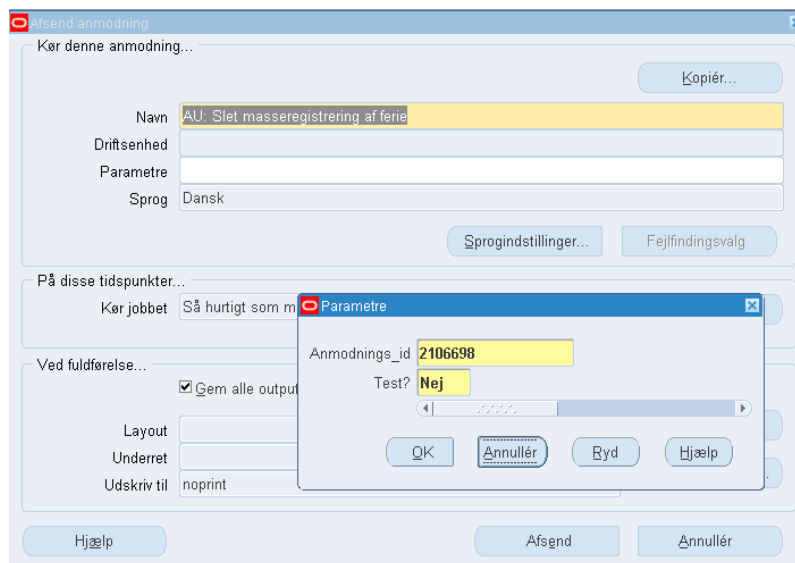 Afsend anmodning
Kør denne anmodning...
Kopiér...
Navn AU: Slet masseregistrering af ferie
Driftsenhed
Parametre
Sprog Dansk
Sprogindstillinger... Fejlfindingsvalg
På disse tidspunkter...
Kør jobbet Så hurtigt som m
Parametre
Anmodnings_id 2106698
Test? Nej
OK Annullér Ryd Hjælp
Ved fuldførelse...
Gem alle output
Layout
Underret
Udskriv til noprint
Hjælp Afsend Annullér